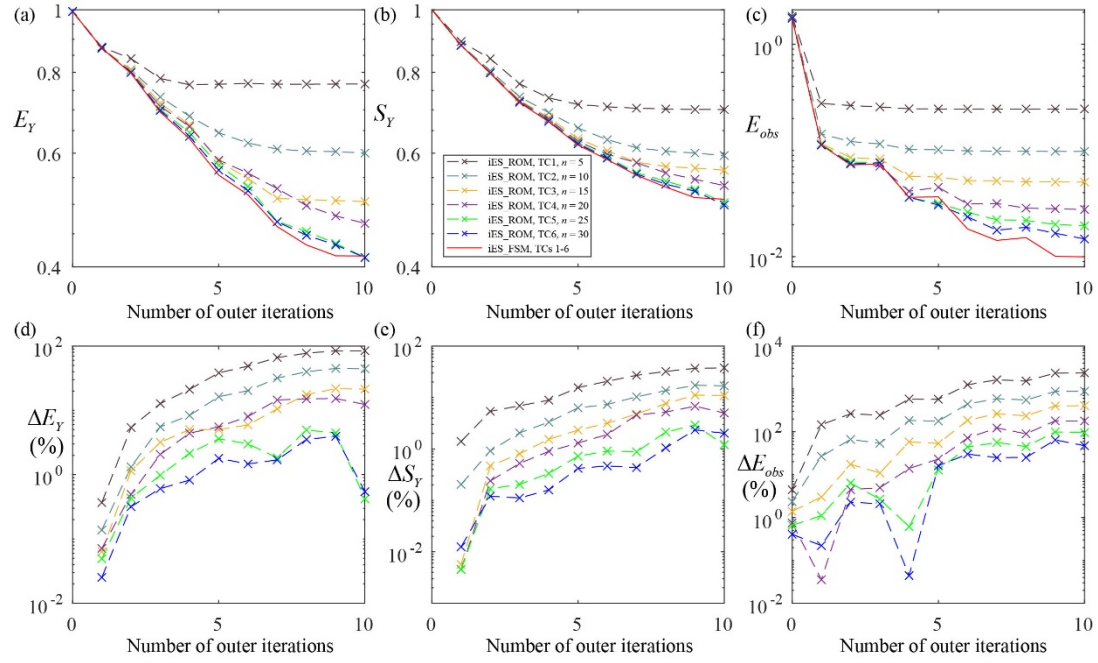 (a)
1
0.8
0.6
0.4
E_Y
0
5
10
Number of outer iterations
(b)
1
0.8
0.6
0.4
S_Y
iES_ROM, TC1, n = 5
iES_ROM, TC2, n = 10
iES_ROM, TC3, n = 15
iES_ROM, TC4, n = 20
iES_ROM, TC5, n = 25
iES_ROM, TC6, n = 30
iES_FSM, TCs 1-6
0
5
10
Number of outer iterations
(c)
10^0
10^-2
E_obs
0
5
10
Number of outer iterations
(d)
10^2
10^0
10^-2
ΔE_Y
(%)
0
5
10
Number of outer iterations
(e)
10^2
10^0
10^-2
ΔS_Y
(%)
0
5
10
Number of outer iterations
(f)
10^4
10^2
10^0
10^-2
ΔE_obs
(%)
0
5
10
Number of outer iterations